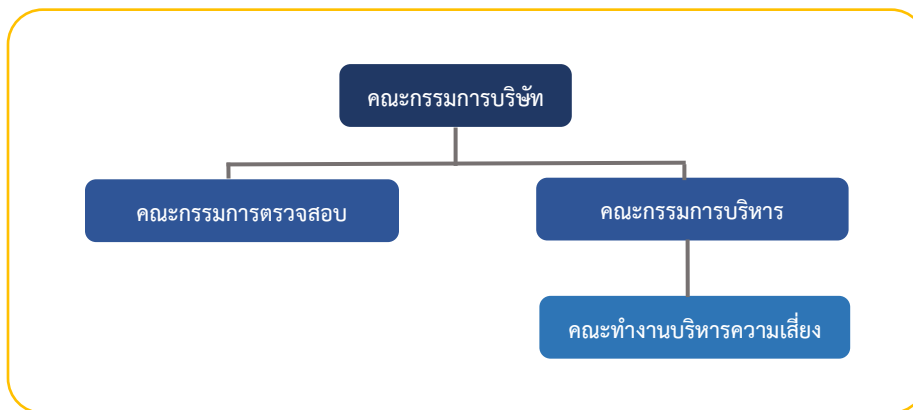 คณะกรรมการบริษัท
คณะกรรมการตรวจสอบ
คณะกรรมการบริหาร
คณะทำงานบริหารความเสี่ยง